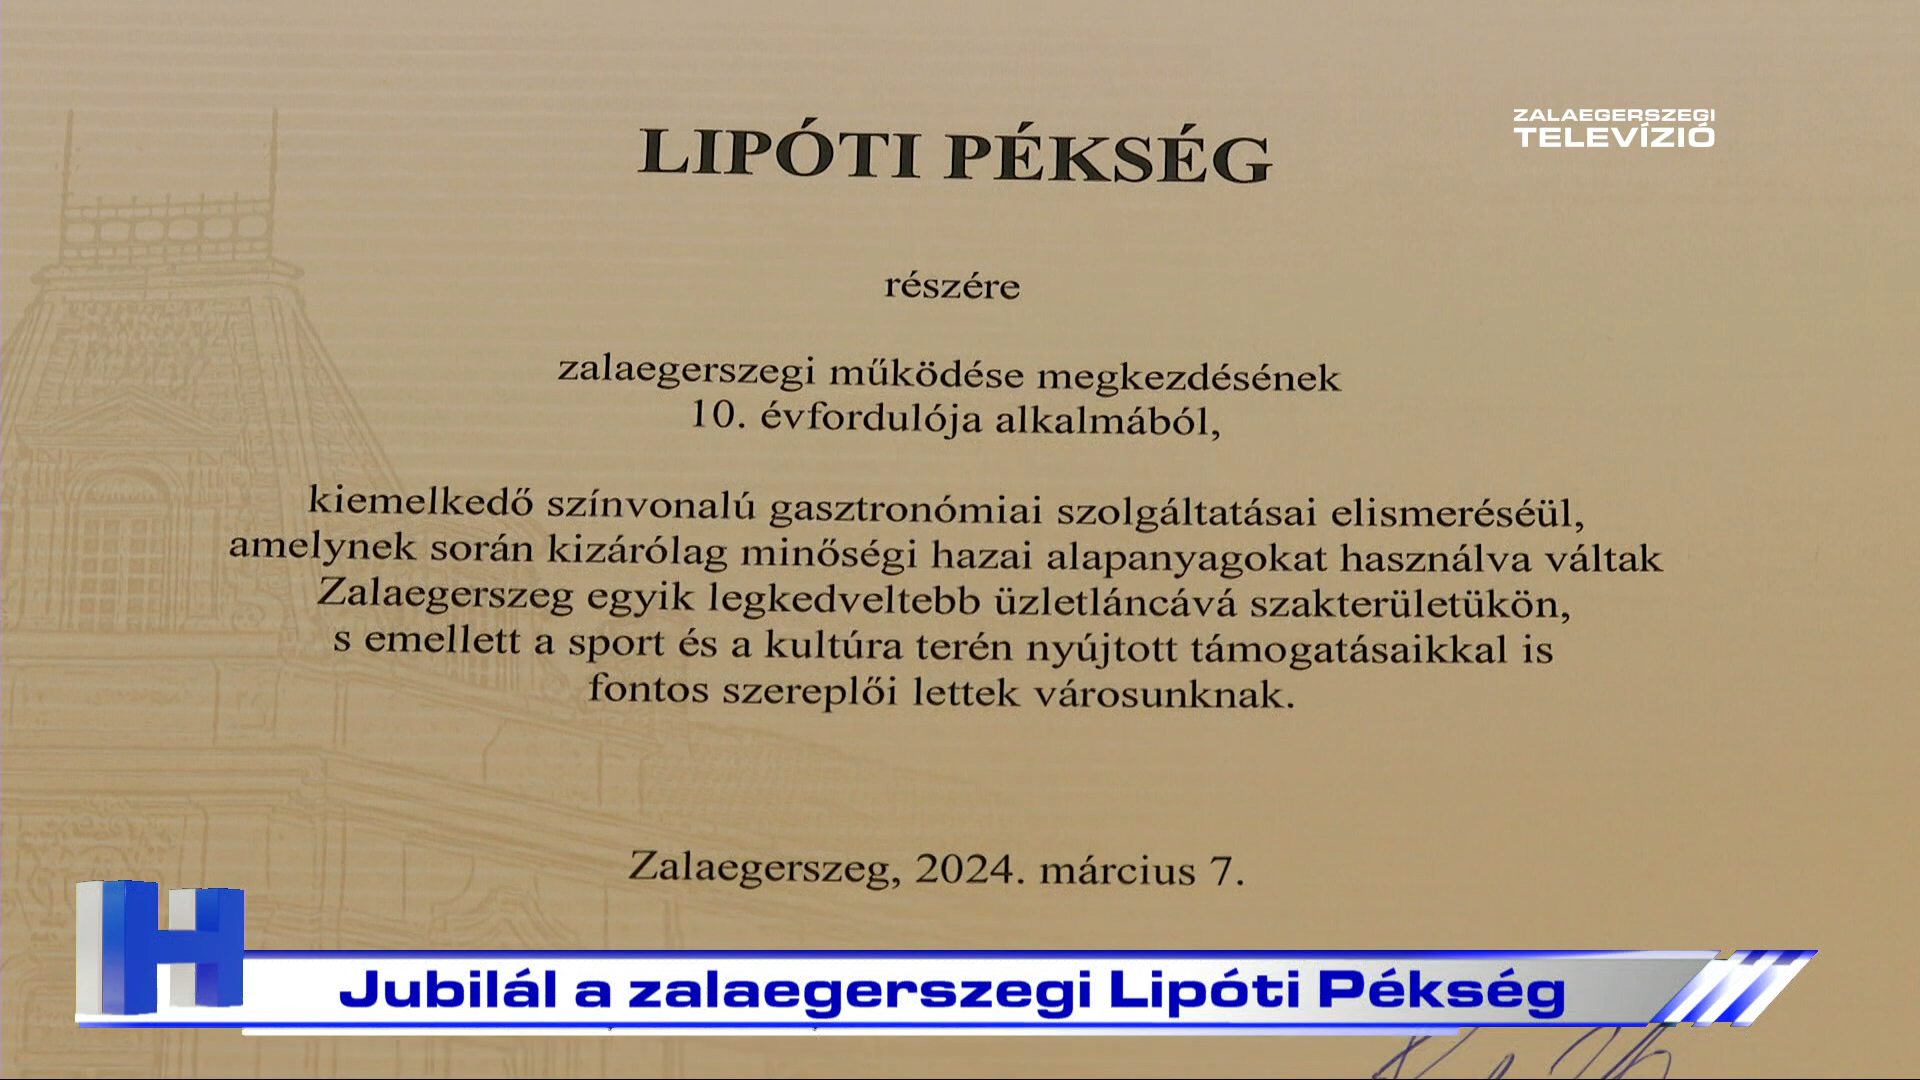 ZALAEGERSZEGI
TELEVÍZIÓ
LIPÓTI PÉKSÉG
részére
zalaegerszegi működése megkezdésének
10. évfordulója alkalmából,
kiemelkedő színvonalú gasztronómiai szolgáltatásai elismeréséül,
amelynek során kizárólag minőségi hazai alapanyagokat használva váltak
Zalaegerszeg egyik legkedveltebb üzletláncává szakterületükön,
s emellett a sport és a kultúra terén nyújtott támogatásaikkal is
fontos szereplői lettek városunknak.
Zalaegerszeg, 2024. március 7.
H
Jubilál a zalaegerszegi Lipóti Pékség